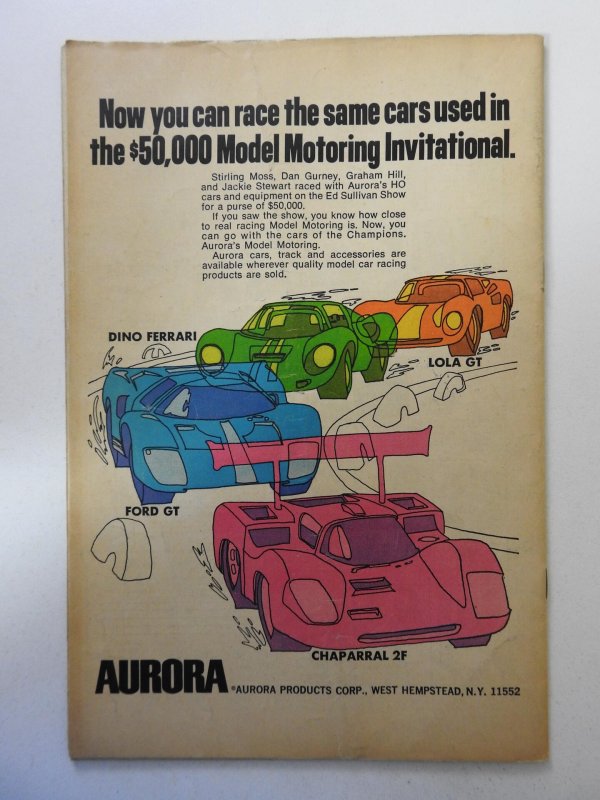 Now you can race the same cars used in
the $50,000 Model Motoring Invitational.
Stirling Moss, Dan Gurney, Graham Hill,
and Jackie Stewart raced with Aurora's HO
cars and equipment on the Ed Sullivan Show
for a purse of $50,000.
If you saw the show, you know how close
to real racing Model Motoring is. Now, you
can go with the cars of the Champions.
Aurora's Model Motoring.
Aurora cars, track and accessories are
available wherever quality model car racing
products are sold.
DINO FERRARI
LOLA GT
FORD GT
CHAPARRAL 2F
AURORA ®AURORA PRODUCTS CORP., WEST HEMPSTEAD, N.Y. 11552